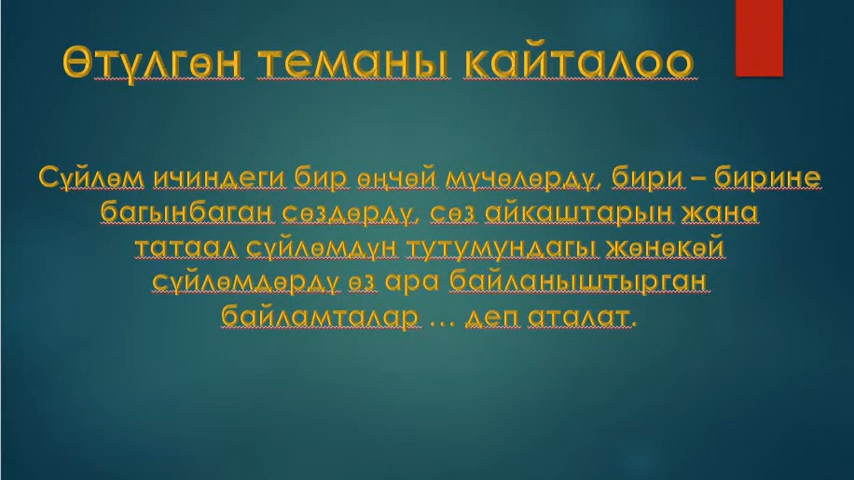 Өтүлгөн теманы кайталоо
Сүйлөм ичиндеги бир өңчөй мүчөлөрдү, бири – бирине
багынбаган сөздөрдү, сөз айкаштарын жана
татаал сүйлөмдүн тутумундагы жөнөкөй
сүйлөмдөрдү өз ара байланыштырган
байламталар … деп аталат.